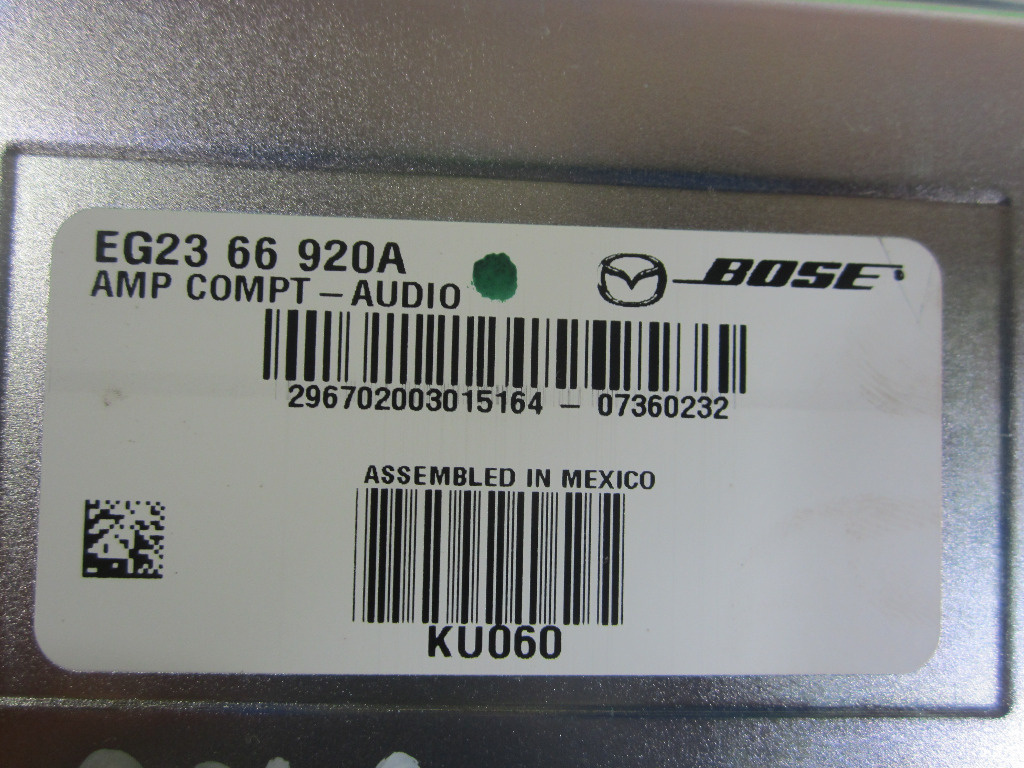 EG23 66 920A
AMP COMPT – AUDIO
BOSE
296702003015164 – 07360232
ASSEMBLED IN MEXICO
KU060